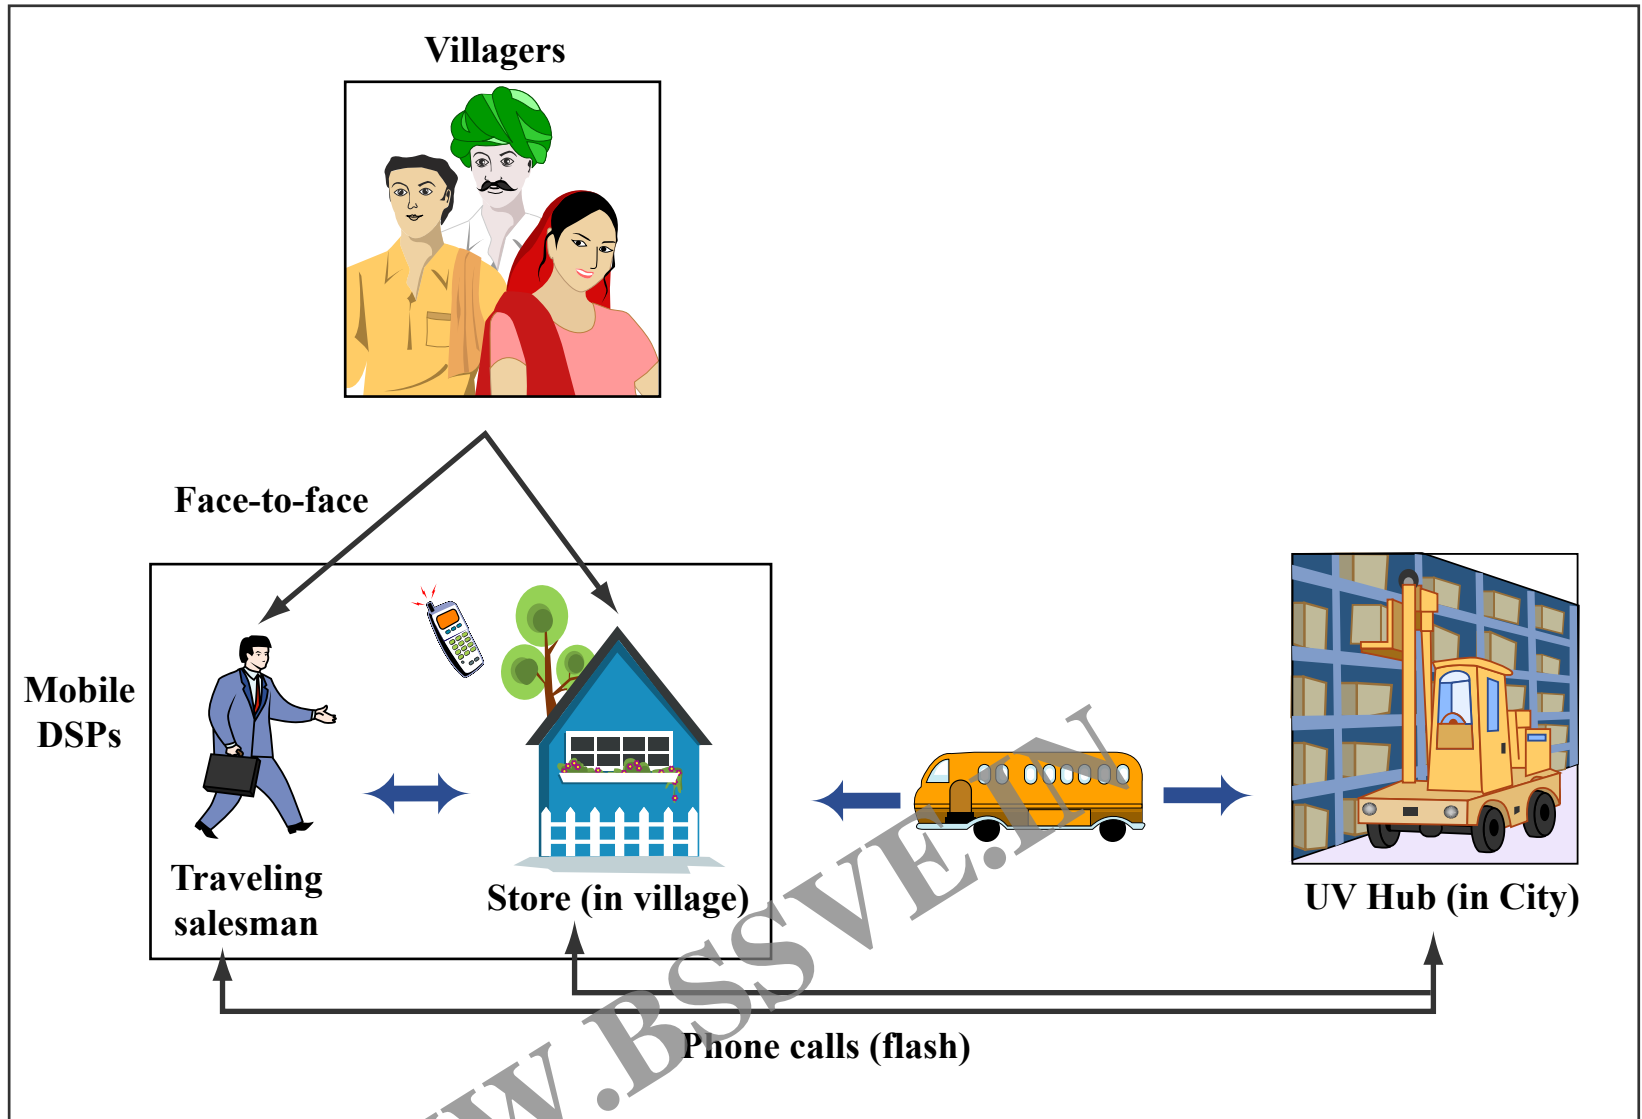 Villagers
Face-to-face
Mobile
DSPs
Traveling
salesman
Store (in village)
UV Hub (in City)
Phone calls (flash)
W.BSSVE.IN